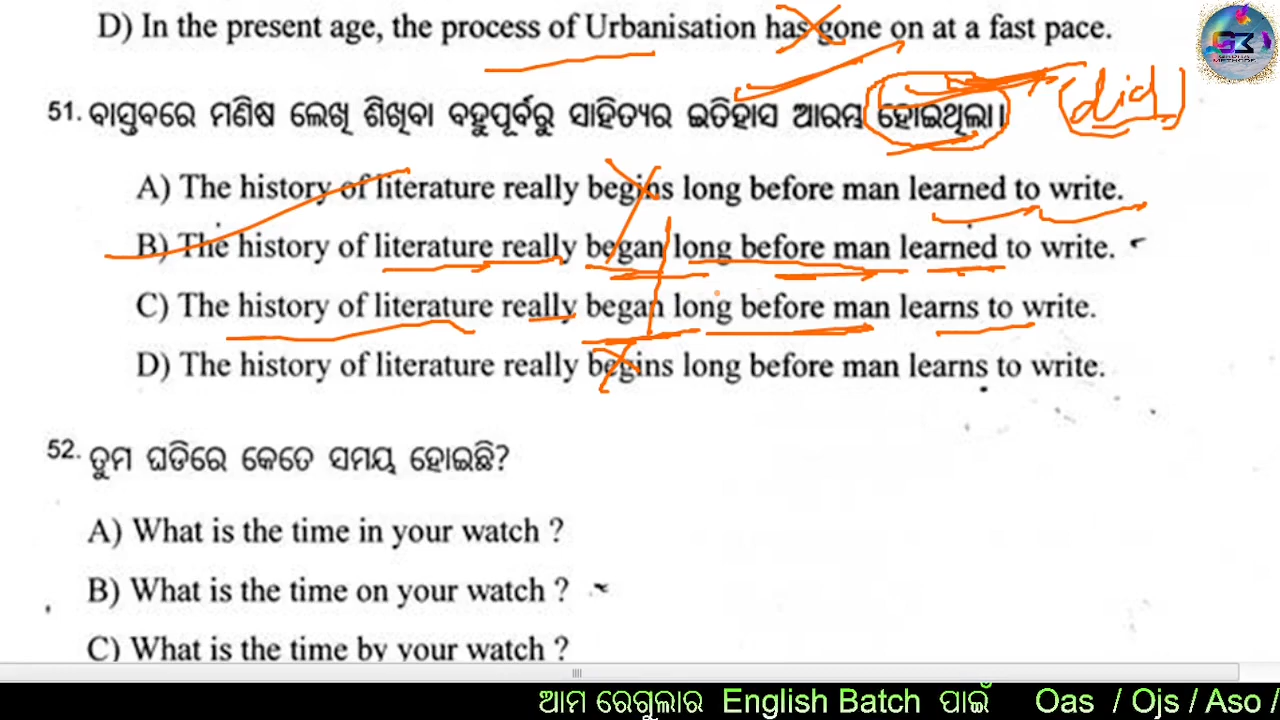 D) In the present age, the process of Urbanisation has gone on at a fast pace.
51. ବାସ୍ତବରେ ମଣିଷ ଲେଖି ଶିଖିବା ବହୁପୂର୍ବରୁ ସାହିତ୍ୟର ଇତିହାସ ଆରମ୍ଭ ହୋଇଥିଲା। did
A) The history of literature really begins long before man learned to write.
B) The history of literature really began long before man learned to write.
C) The history of literature really began long before man learns to write.
D) The history of literature really begins long before man learns to write.
52. ତୁମ ଘଡିରେ କେତେ ସମୟ ହୋଇଛି?
A) What is the time in your watch ?
B) What is the time on your watch ?
C) What is the time by your watch ?
ଆମ ରେଗୁଲାର English Batch ପାଇଁ Oas / Ojs / Aso /